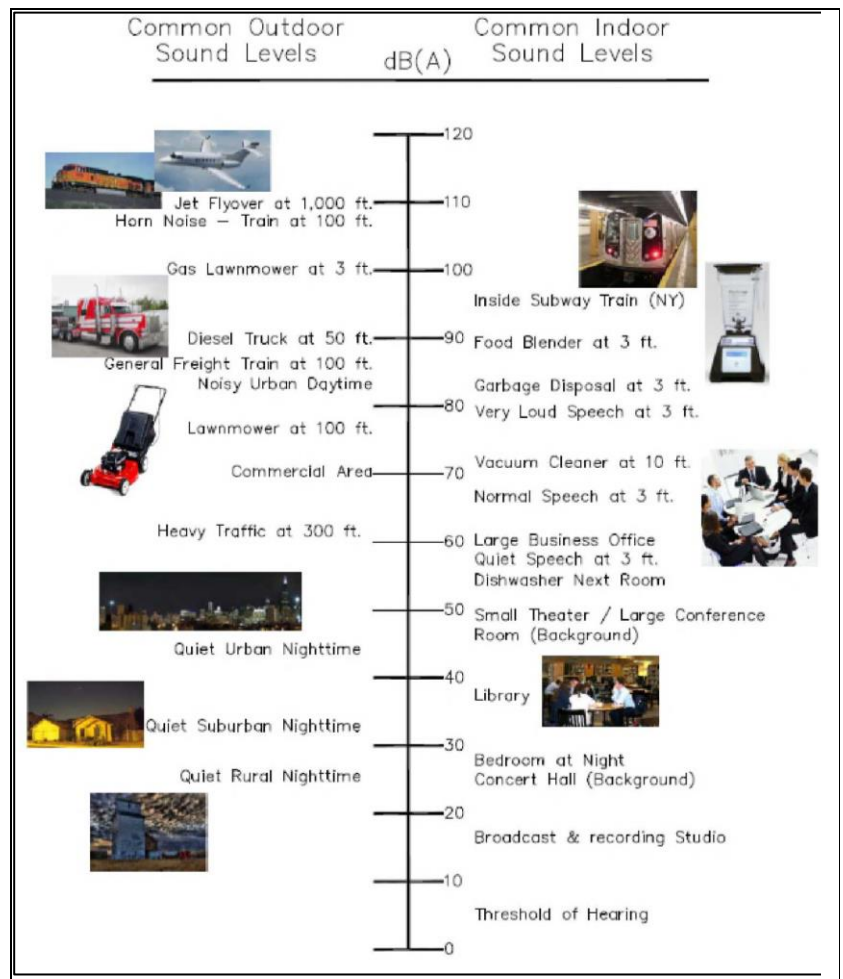 Common Outdoor
Sound Levels
dB(A)
Common Indoor
Sound Levels
120
Jet Flyover at 1,000 ft.
110
Horn Noise – Train at 100 ft.
Gas Lawnmower at 3 ft.
100
Inside Subway Train (NY)
Diesel Truck at 50 ft.
90
Food Blender at 3 ft.
General Freight Train at 100 ft.
Noisy Urban Daytime
Garbage Disposal at 3 ft.
80
Very Loud Speech at 3 ft.
Lawnmower at 100 ft.
Commercial Area
70
Vacuum Cleaner at 10 ft.
Normal Speech at 3 ft.
Heavy Traffic at 300 ft.
60
Large Business Office
Quiet Speech at 3 ft.
Dishwasher Next Room
50
Small Theater / Large Conference
Room (Background)
Quiet Urban Nighttime
40
Library
Quiet Suburban Nighttime
30
Bedroom at Night
Concert Hall (Background)
Quiet Rural Nighttime
20
Broadcast & recording Studio
10
Threshold of Hearing
0